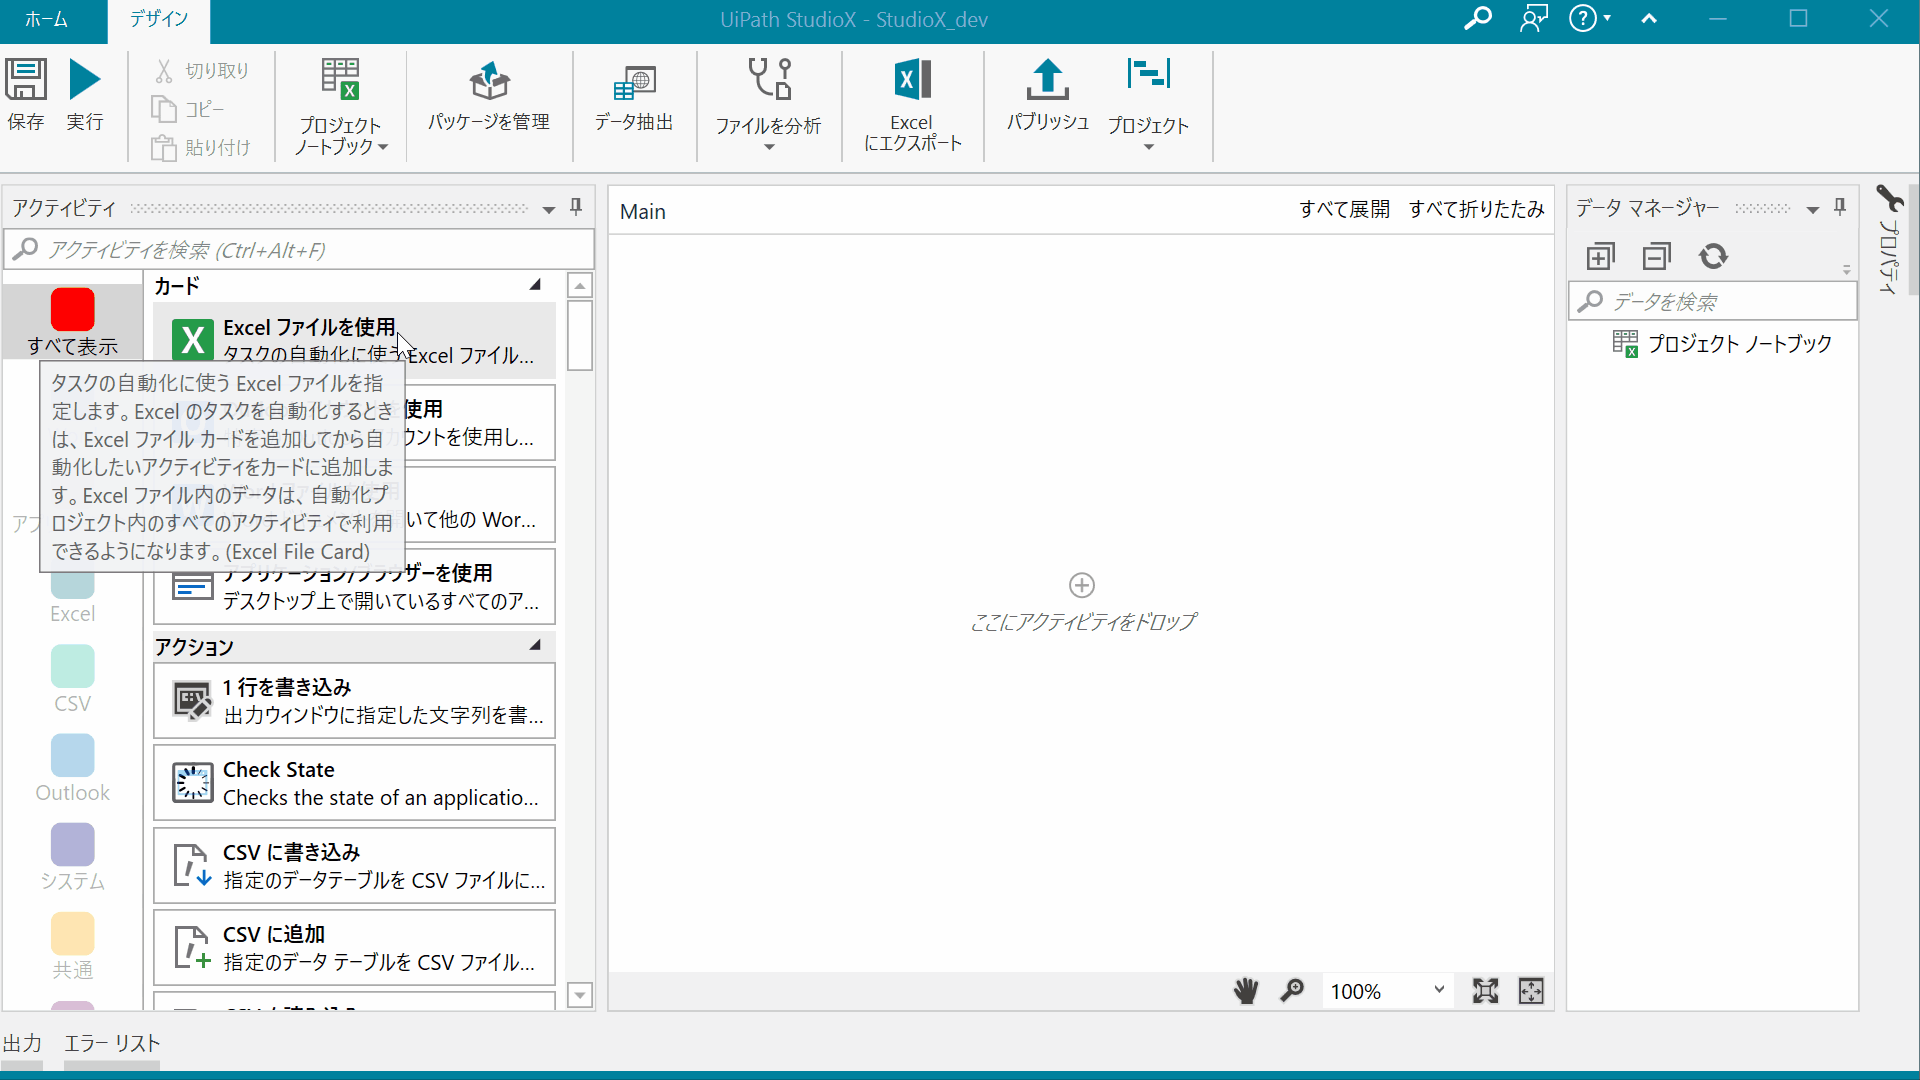 ホーム
デザイン
UiPath StudioX - StudioX_dev
保存
実行
切り取り
コピー
貼り付け
プロジェクト
ノートブック
パッケージを管理
データ抽出
ファイルを分析
Excel
にエクスポート
パブリッシュ
プロジェクト
アクティビティ
アクティビティを検索 (Ctrl+Alt+F)
すべて表示
アプ
Excel
CSV
Outlook
システム
共通
カード
Excel ファイルを使用
タスクの自動化に使う Excel ファイル...
タスクの自動化に使う Excel ファイルを指
定します。Excel のタスクを自動化するとき
は、Excel ファイル カードを追加してから自
動化したいアクティビティをカードに追加しま
す。Excel ファイル内のデータは、自動化プ
ロジェクト内のすべてのアクティビティで利用
できるようになります。(Excel File Card)
使用
ウントを使用し...
いて他の Wor...
アプリケーション/ブラウザーを使用
デスクトップ上で開いているすべてのア...
アクション
1 行を書き込み
出力ウィンドウに指定した文字列を書...
Check State
Checks the state of an applicatio...
CSV に書き込み
指定のデータテーブルを CSV ファイルに...
CSV に追加
指定のデータ テーブルを CSV ファイル...
Main
すべて展開
すべて折りたたみ
ここにアクティビティをドロップ
100%
データ マネージャー
データを検索
プロジェクト ノートブック
プロパティ
出力
エラー リスト